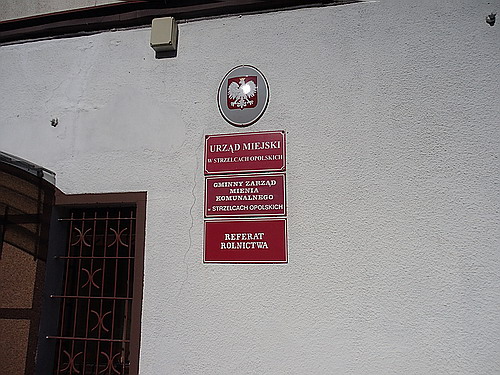 URZĄD MIEJSKI
W STRZELCACH OPOLSKICH
GMINNY ZARZĄD
MIENIA
KOMUNALNEGO
w STRZELCACH OPOLSKICH
REFERAT
ROLNICTWA